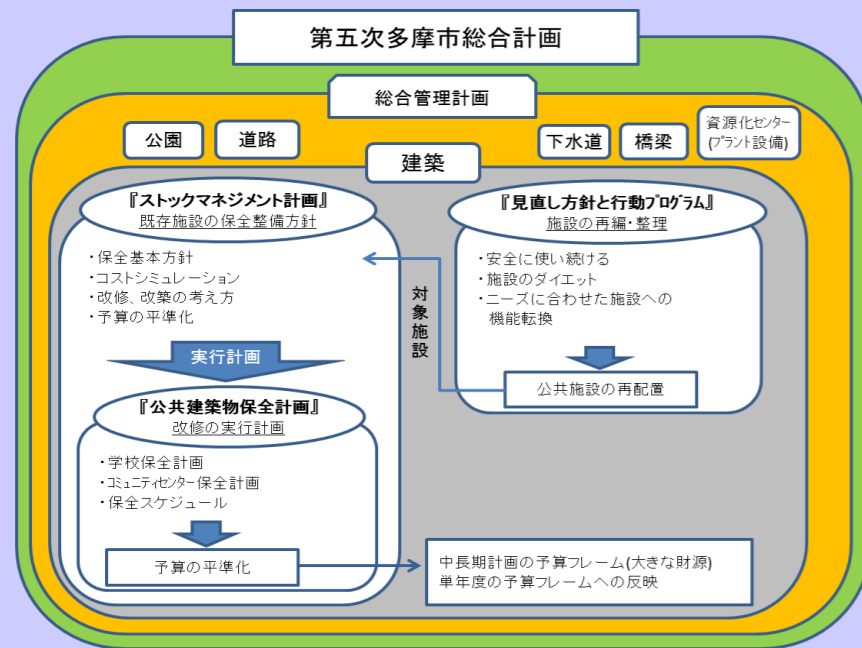 第五次多摩市総合計画
総合管理計画
公園
道路
建築
下水道
橋梁
資源化センター
(プラント設備)
『ストックマネジメント計画』
既存施設の保全整備方針
・保全基本方針
・コストシミュレーション
・改修、改築の考え方
・予算の平準化
実行計画
『公共建築物保全計画』
改修の実行計画
・学校保全計画
・コミュニティセンター保全計画
・保全スケジュール
予算の平準化
対象施設
『見直し方針と行動プログラム』
施設の再編・整理
・安全に使い続ける
・施設のダイエット
・ニーズに合わせた施設への
機能転換
公共施設の再配置
中長期計画の予算フレーム(大きな財源)
単年度の予算フレームへの反映